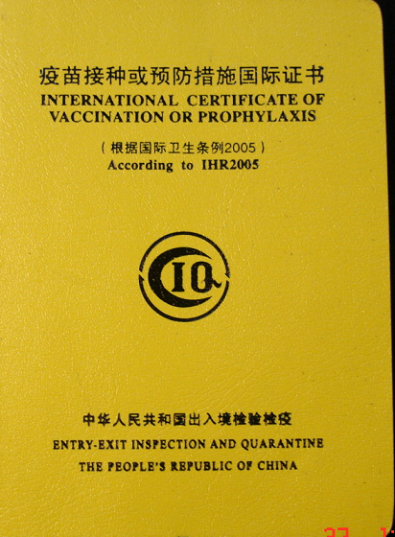 疫苗接种或预防措施国际证书
INTERNATIONAL CERTIFICATE OF
VACCINATION OR PROPHYLAXIS
(根据国际卫生条例2005)
According to IHR2005
CIQ
中华人民共和国出入境检验检疫
ENTRY-EXIT INSPECTION AND QUARANTINE
THE PEOPLE'S REPUBLIC OF CHINA